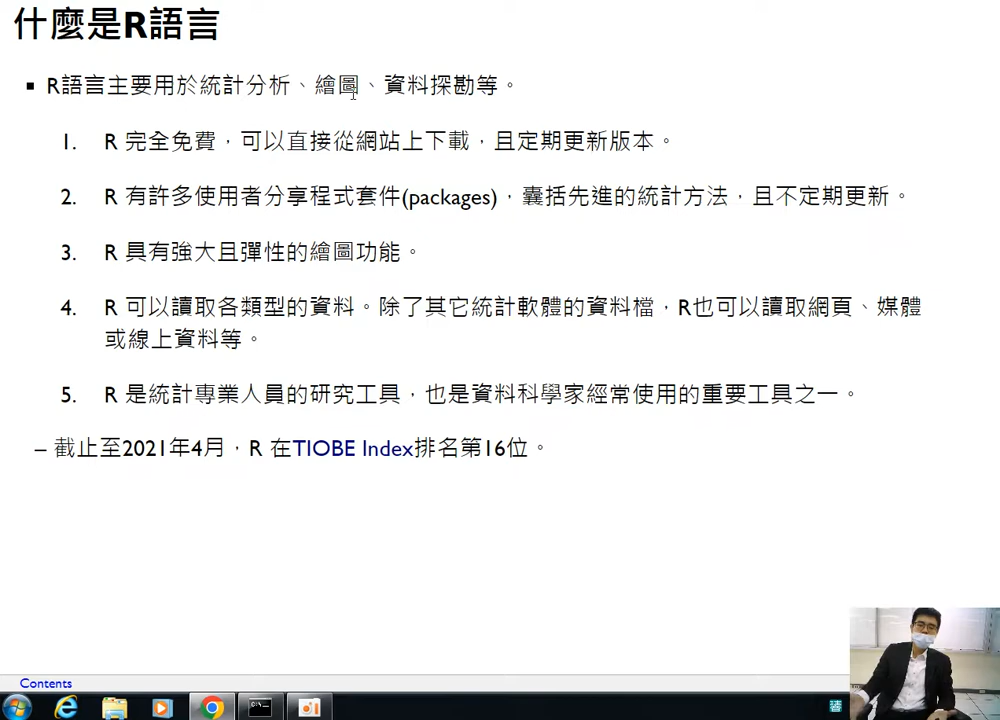 什麼是R語言
▪ R語言主要用於統計分析、繪圖、資料探勘等。
1. R 完全免費，可以直接從網站上下載，且定期更新版本。
2. R 有許多使用者分享程式套件(packages)，囊括先進的統計方法，且不定期更新。
3. R 具有強大且彈性的繪圖功能。
4. R 可以讀取各類型的資料。除了其它統計軟體的資料檔，R也可以讀取網頁、媒體
或線上資料等。
5. R 是統計專業人員的研究工具，也是資料科學家經常使用的重要工具之一。
– 截止至2021年4月，R 在TIOBE Index排名第16位。
Contents